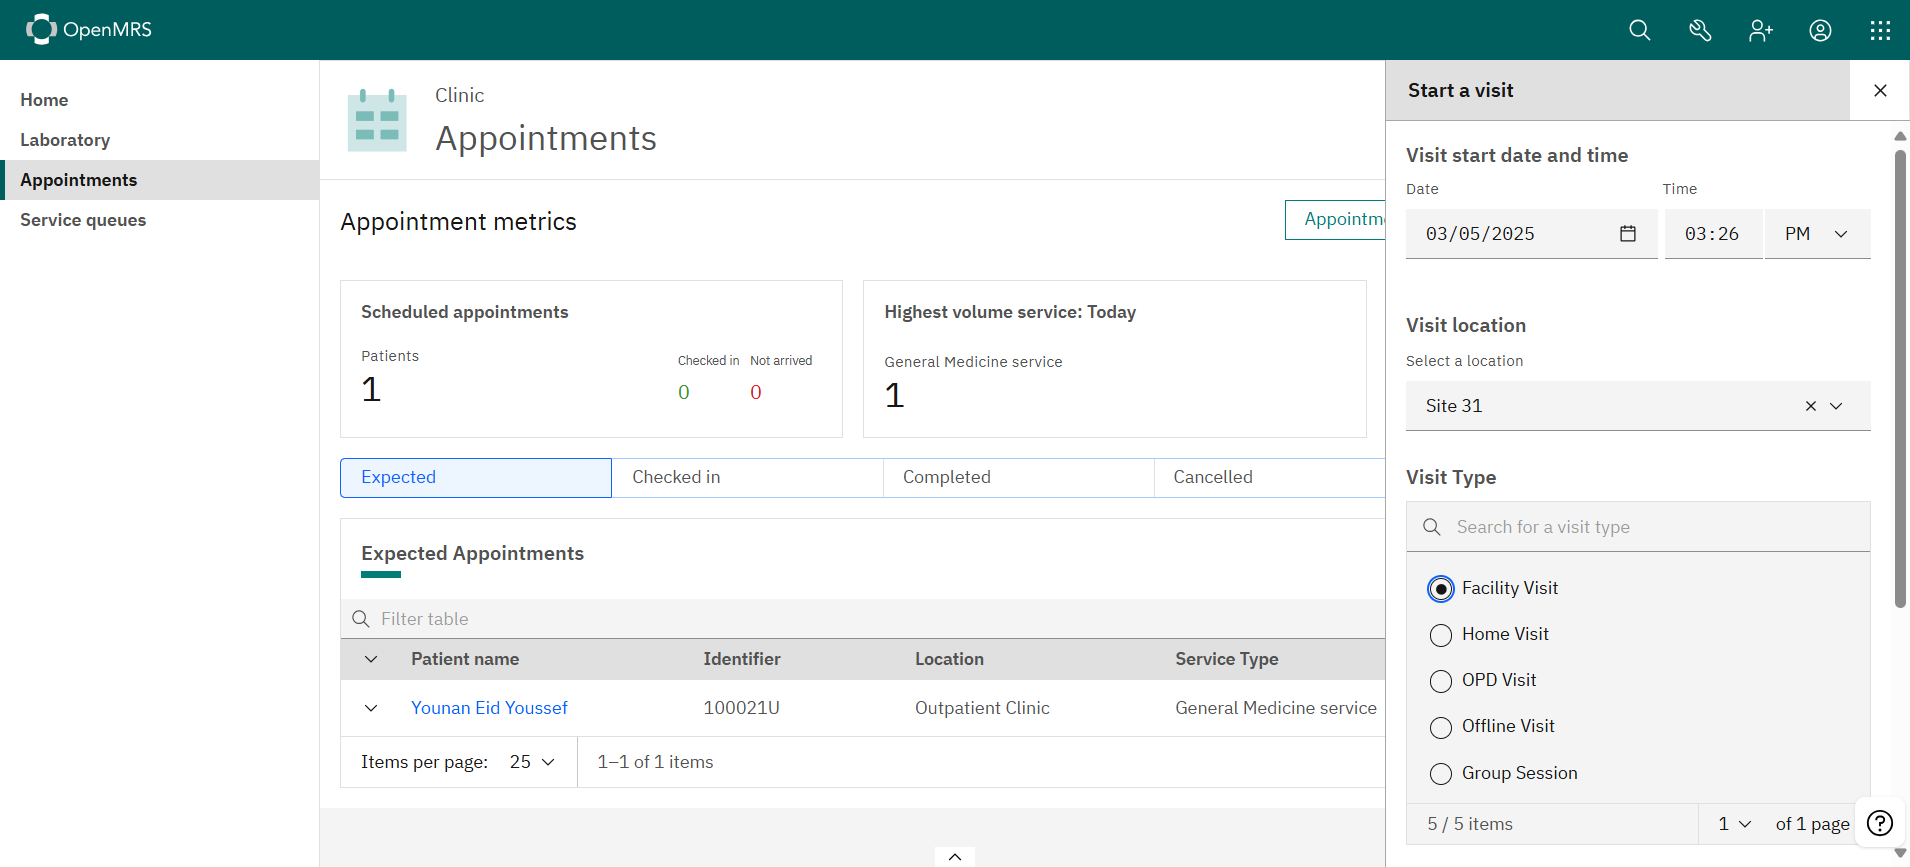 OpenMRS
Home
Laboratory
Appointments
Service queues
Clinic
Appointments
Appointment metrics
Appointme
Scheduled appointments
Patients
1
Checked in
0
Not arrived
0
Highest volume service: Today
General Medicine service
1
Expected
Checked in
Completed
Cancelled
Expected Appointments
Filter table
Patient name Identifier Location Service Type
Younan Eid Youssef 100021U Outpatient Clinic General Medicine service
Items per page: 25 1–1 of 1 items
Start a visit
Visit start date and time
Date Time
03/05/2025 03:26 PM
Visit location
Select a location
Site 31
Visit Type
Search for a visit type
Facility Visit
Home Visit
OPD Visit
Offline Visit
Group Session
5 / 5 items 1 of 1 page